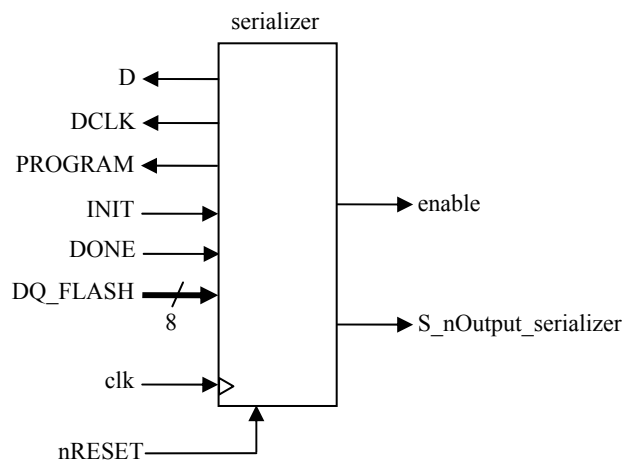 serializer
D
DCLK
PROGRAM
INIT
enable
DONE
DQ_FLASH
8
S_nOutput_serializer
clk
nRESET